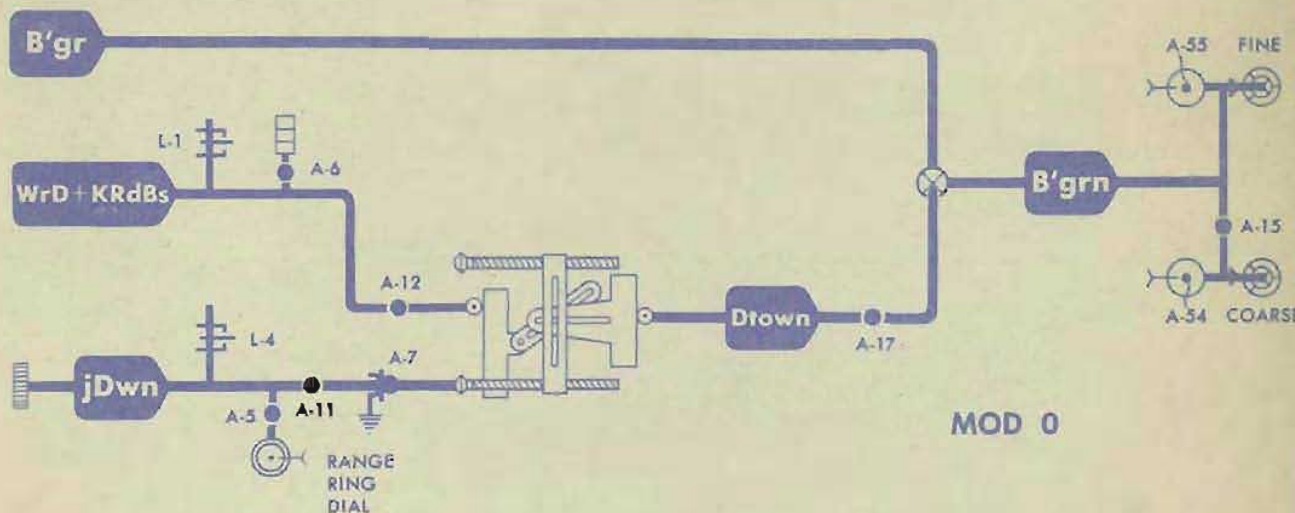 B'gr
A-55 FINE
L-1
A-6
WrD+KRdBs
B'grn
A-15
A-12
A-54 COARSE
Dtown
A-17
L-4
A-7
jDwn
A-5
A-11
MOD 0
RANGE
RING
DIAL